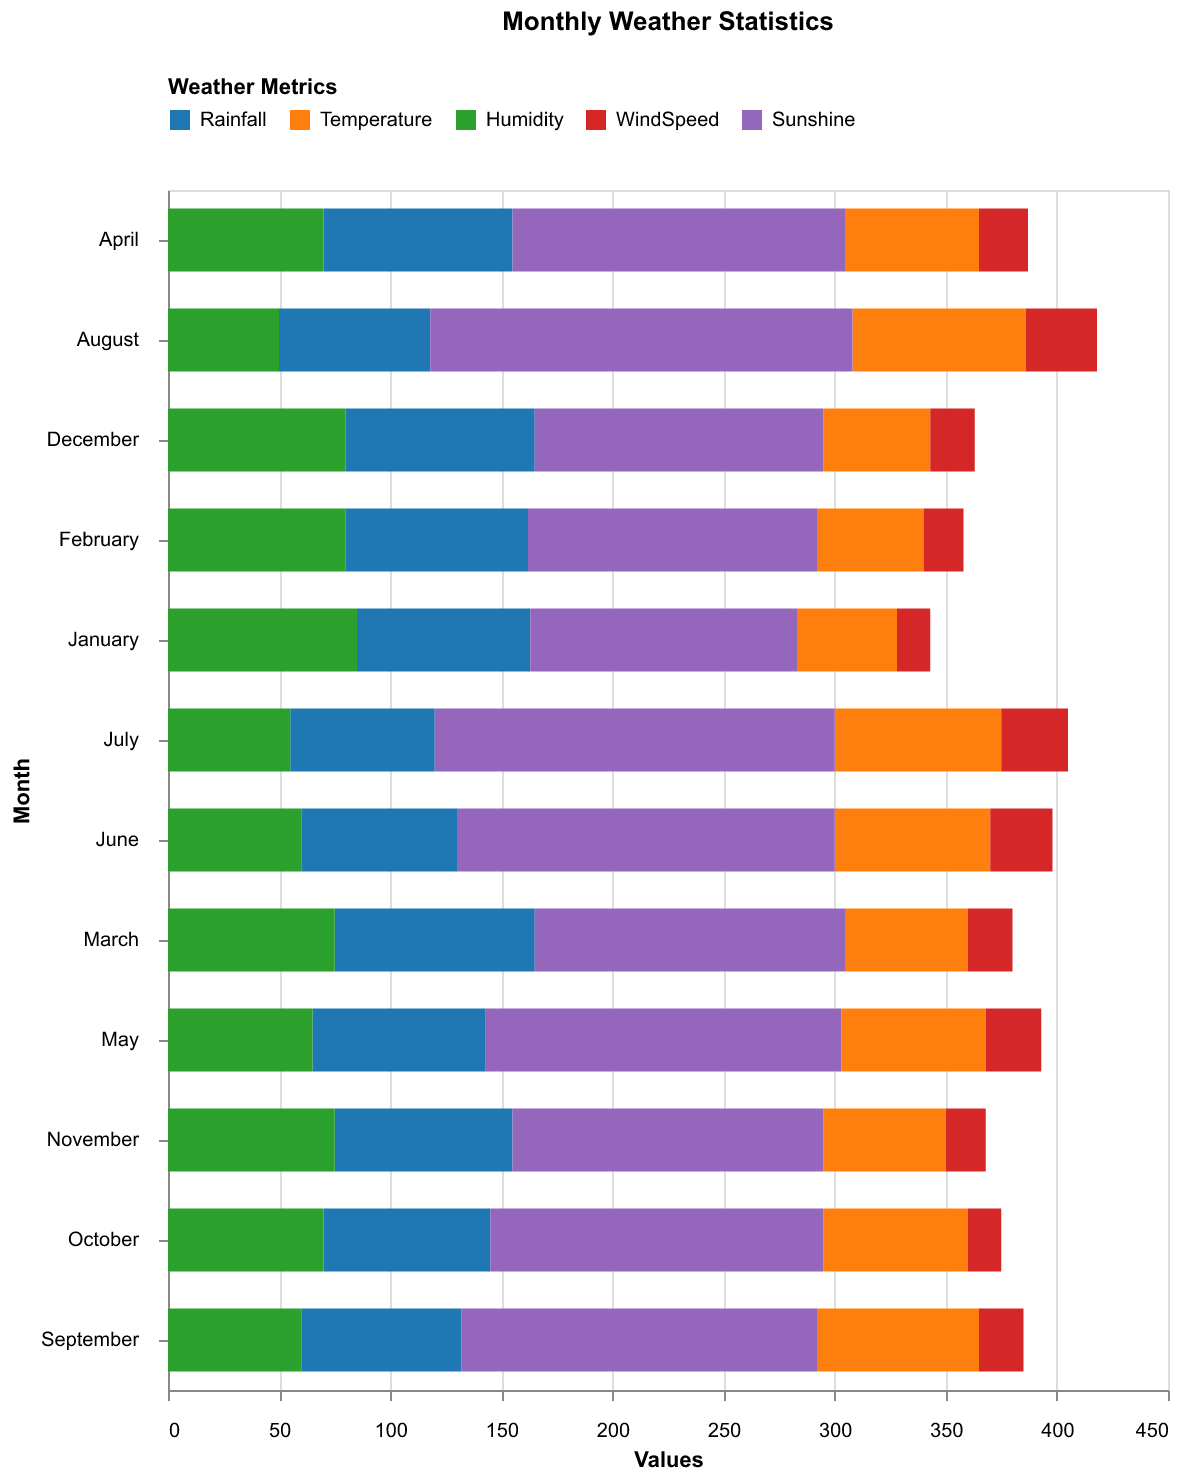 Monthly Weather Statistics
Weather Metrics
Rainfall Temperature Humidity WindSpeed Sunshine
April
August
December
February
January
July
June
March
May
November
October
September
Month
0 50 100 150 200 250 300 350 400 450
Values